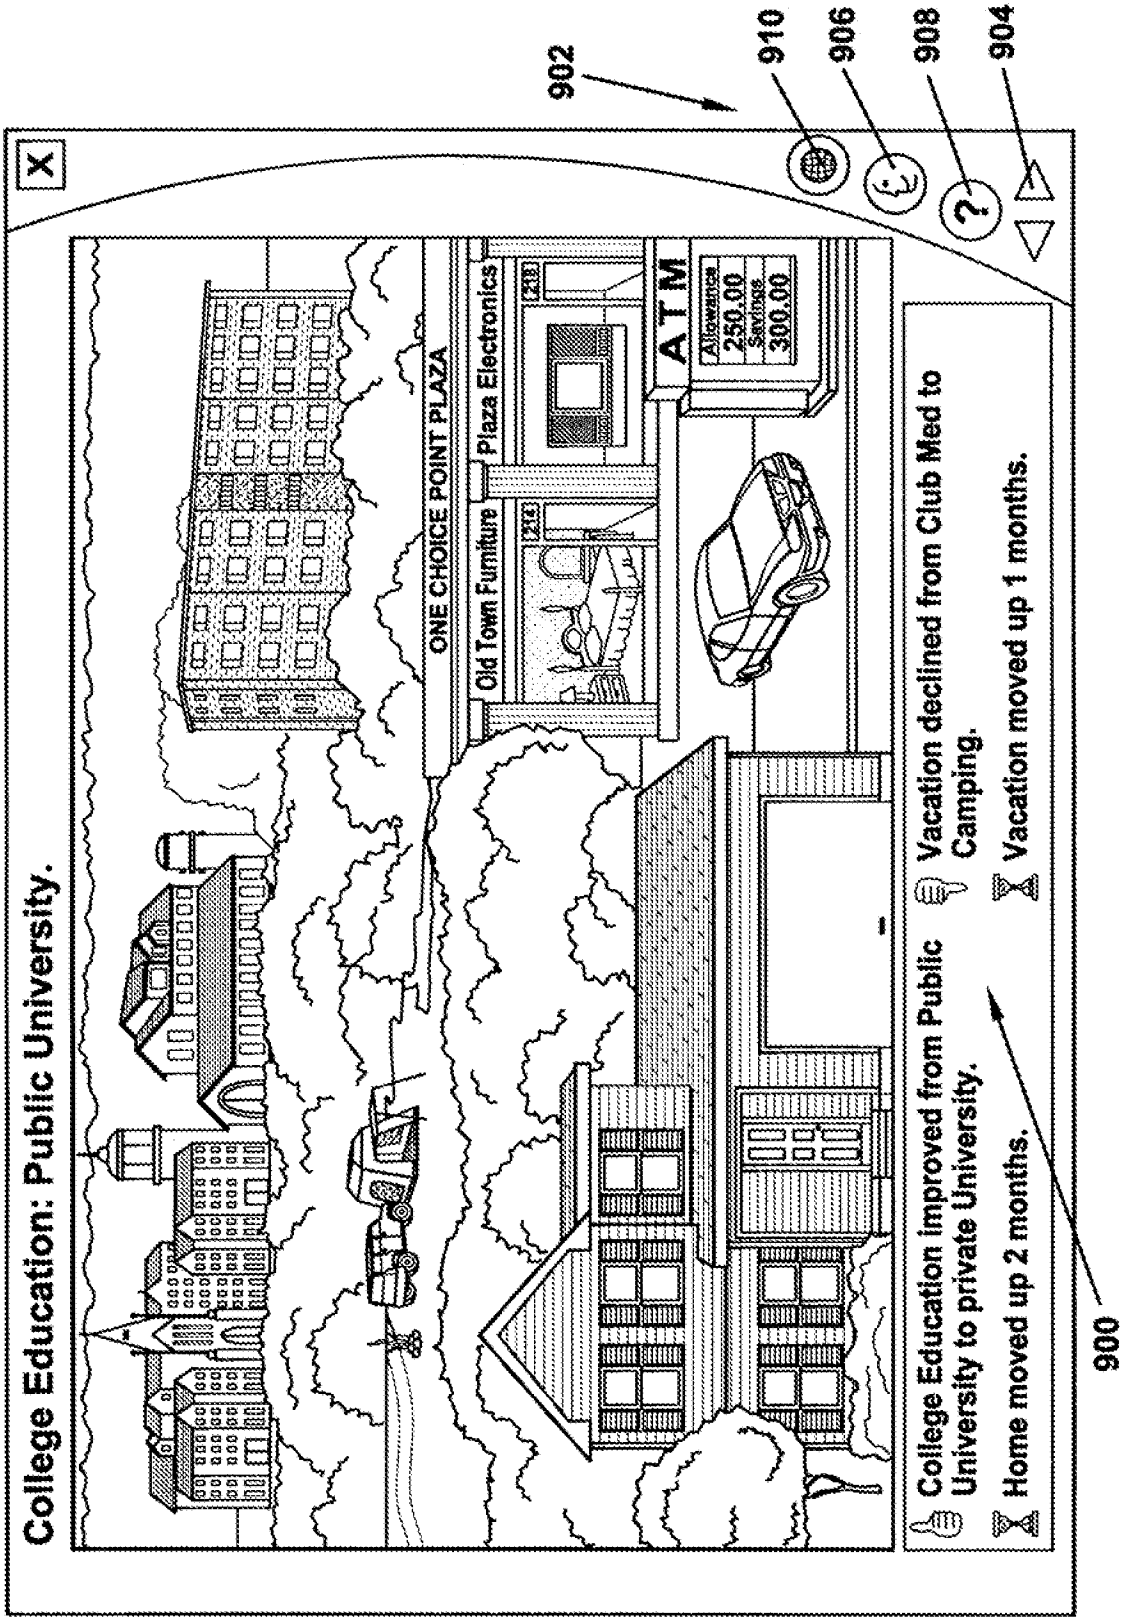 College Education: Public University.
X
ONE CHOICE POINT PLAZA
Old Town Furniture
Plaza Electronics
214
218
ATM
Allowance
250.00
Savings
300.00
College Education improved from Public
University to private University.
Home moved up 2 months.
Vacation declined from Club Med to
Camping.
Vacation moved up 1 months.
?
902
910
906
908
904
900